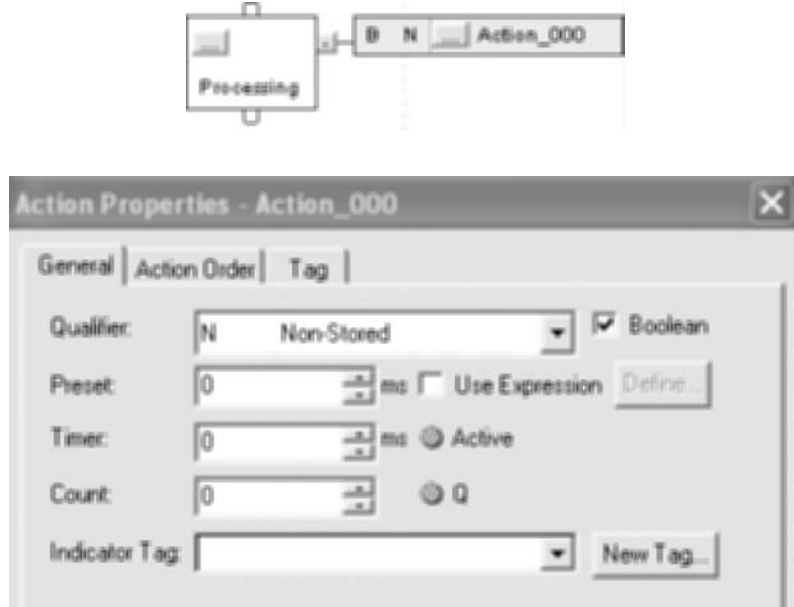 B N ... Action_000
Processing
Action Properties - Action_000
General Action Order Tag
Qualifier: N Non-Stored Boolean
Preset: 0 ms Use Expression Define...
Timer: 0 ms Active
Count: 0 Q
Indicator Tag: New Tag...